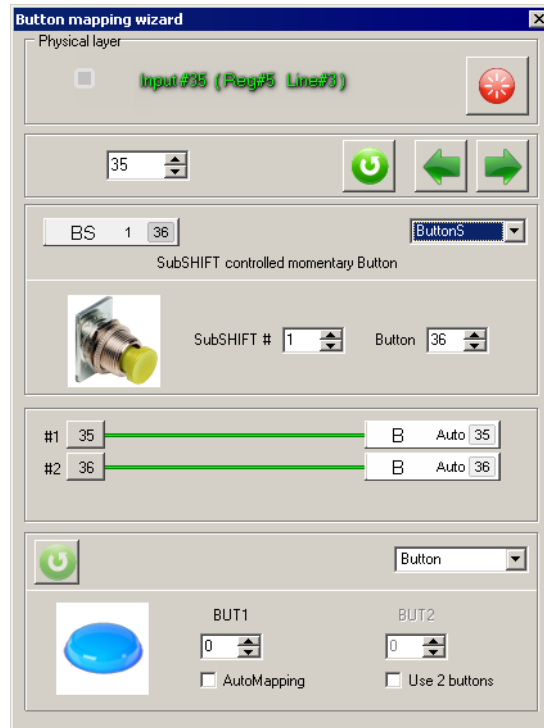 Button mapping wizard
Physical layer
Input #35 ( Reg#5 Line#3 )
35
BS 1 36
ButtonS
SubSHIFT controlled momentary Button
SubSHIFT # 1
Button 36
#1 35 B Auto 35
#2 36 B Auto 36
Button
BUT1 BUT2
0 0
AutoMapping Use 2 buttons